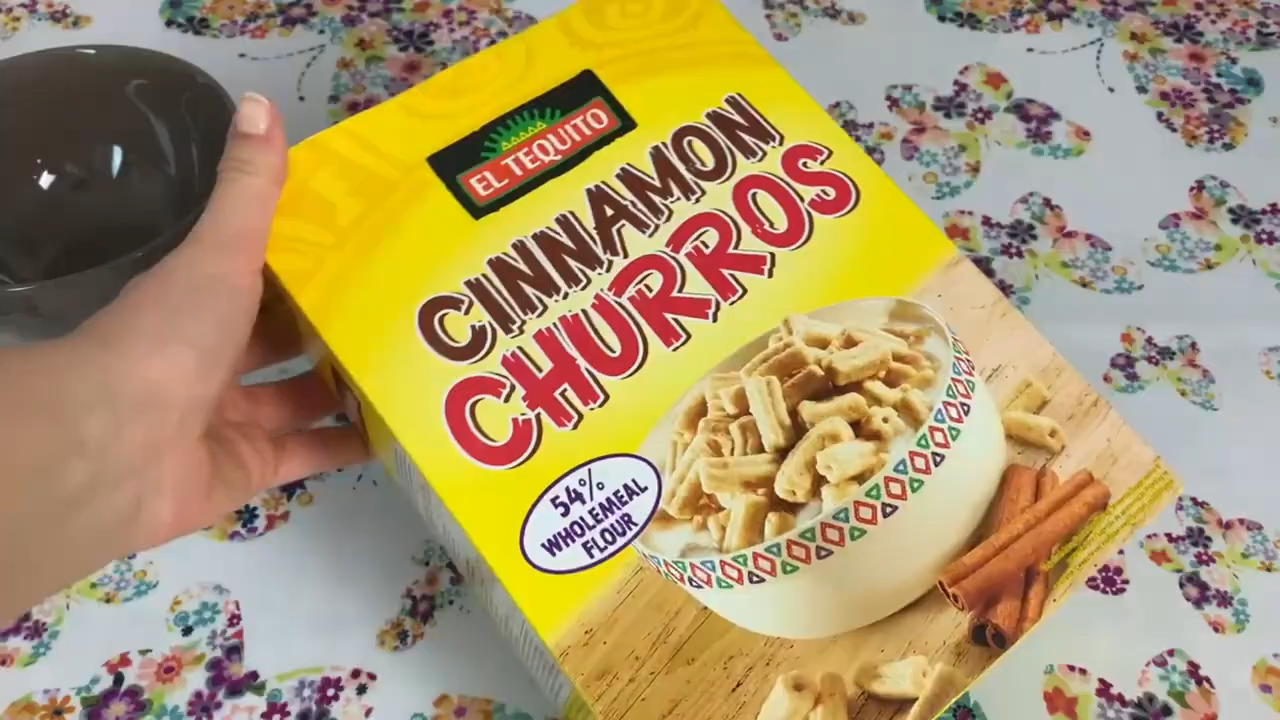 EL TEQUITO
CINNAMON
CHURROS
54%
WHOLEMEAL
FLOUR